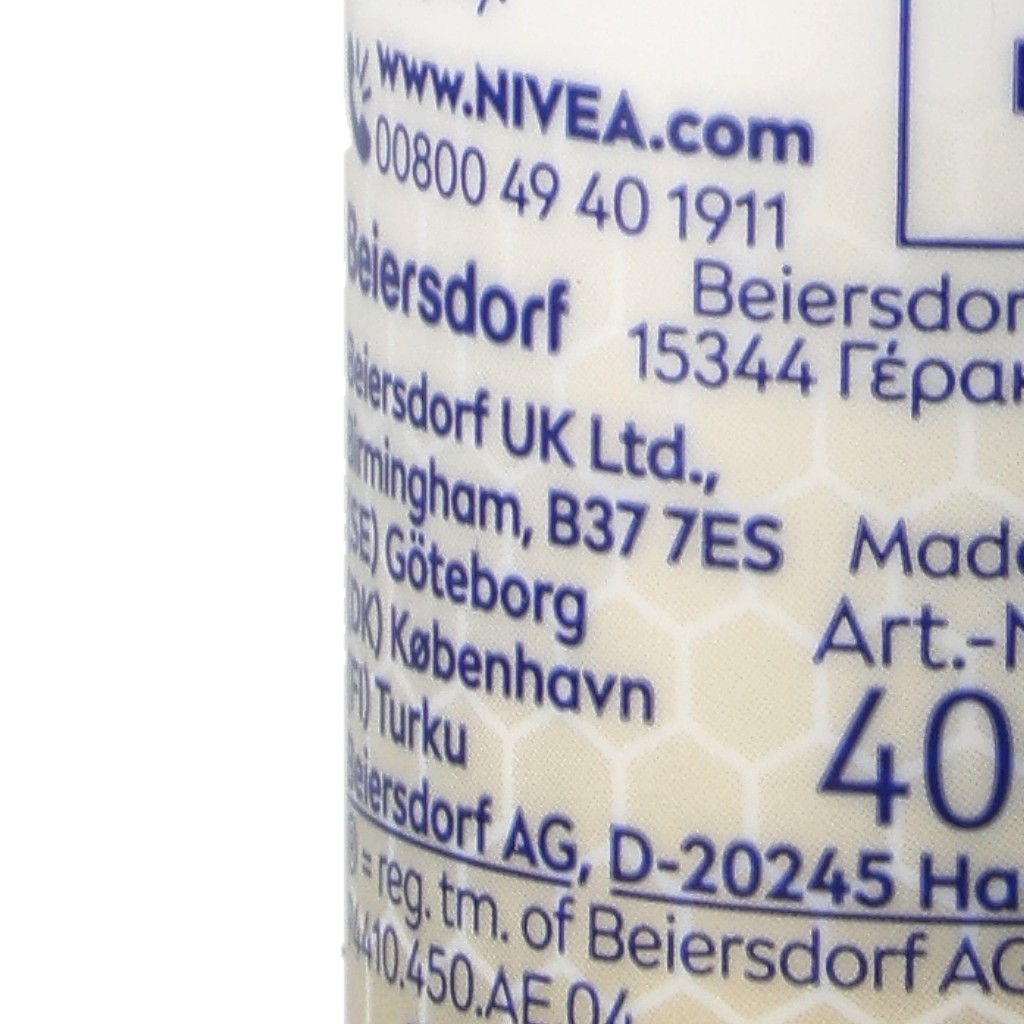 www.NIVEA.com
00800 49 40 1911
Beiersdorf
Beiersdor
15344 Γέρακ
Beiersdorf UK Ltd.,
Birmingham, B37 7ES
(SE) Göteborg
Made
(DK) København
Art.-N
(FI) Turku
40
Beiersdorf AG, D-20245 Ha
® = reg. tm. of Beiersdorf AG
4410.450.AE.04